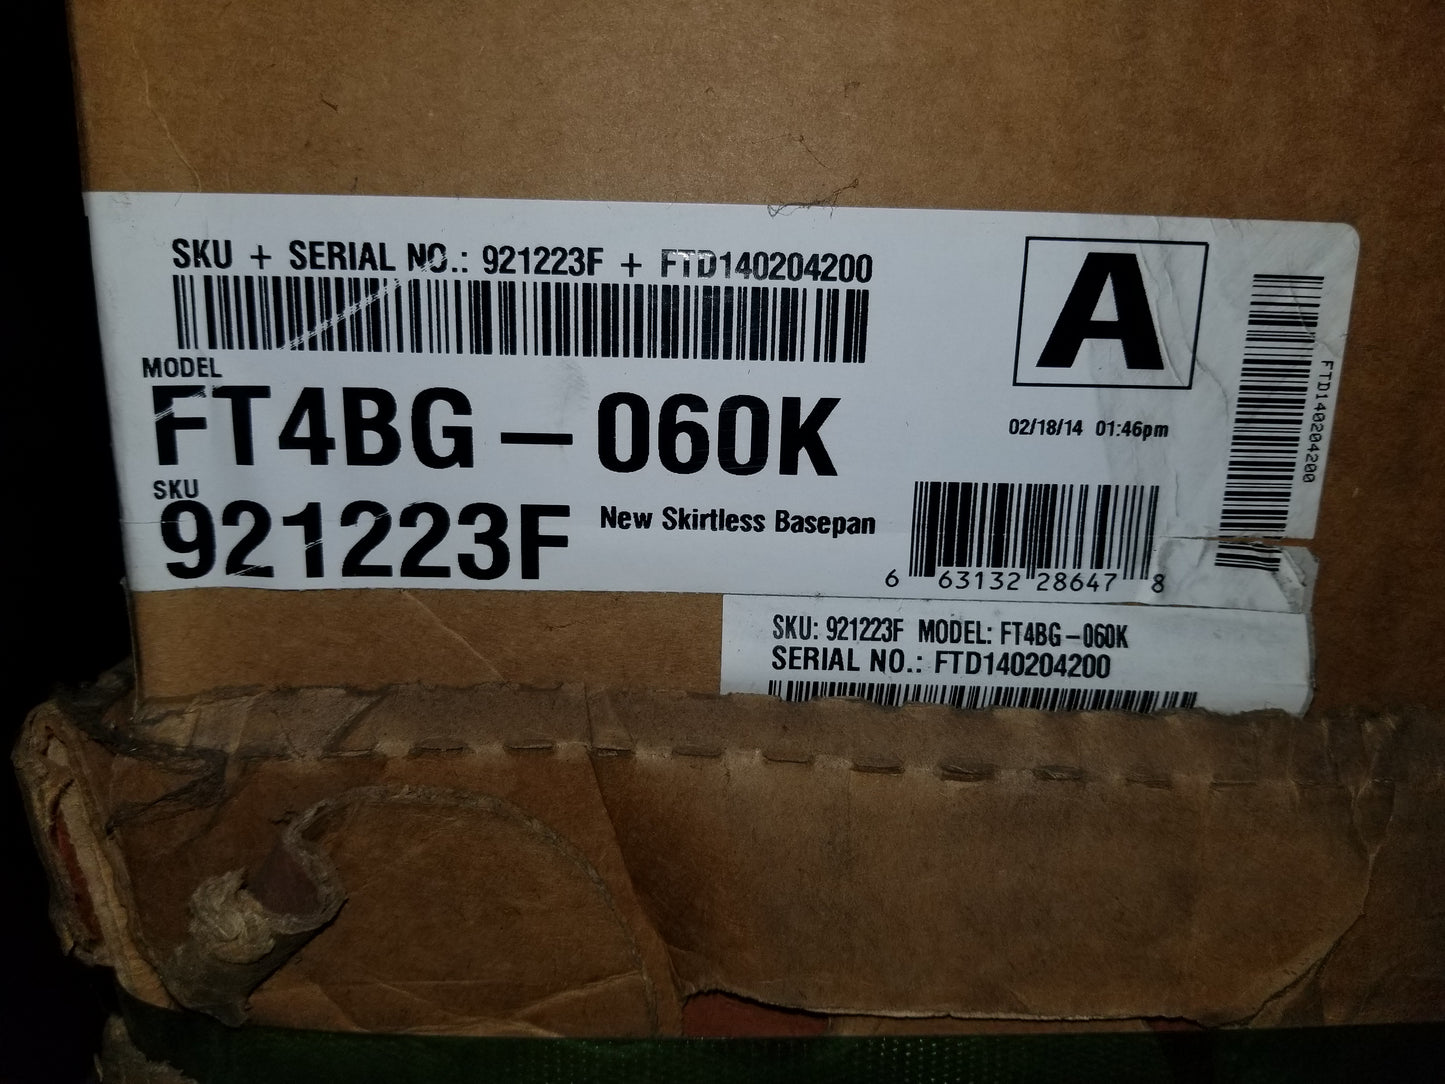 SKU + SERIAL NO.: 921223F + FTD140204200
MODEL
FT4BG-060K
SKU
921223F New Skirtless Basepan
A
02/18/14 01:46pm
6 63132 28647 8
FTD140204200
SKU: 921223F MODEL: FT4BG-060K
SERIAL NO.: FTD140204200